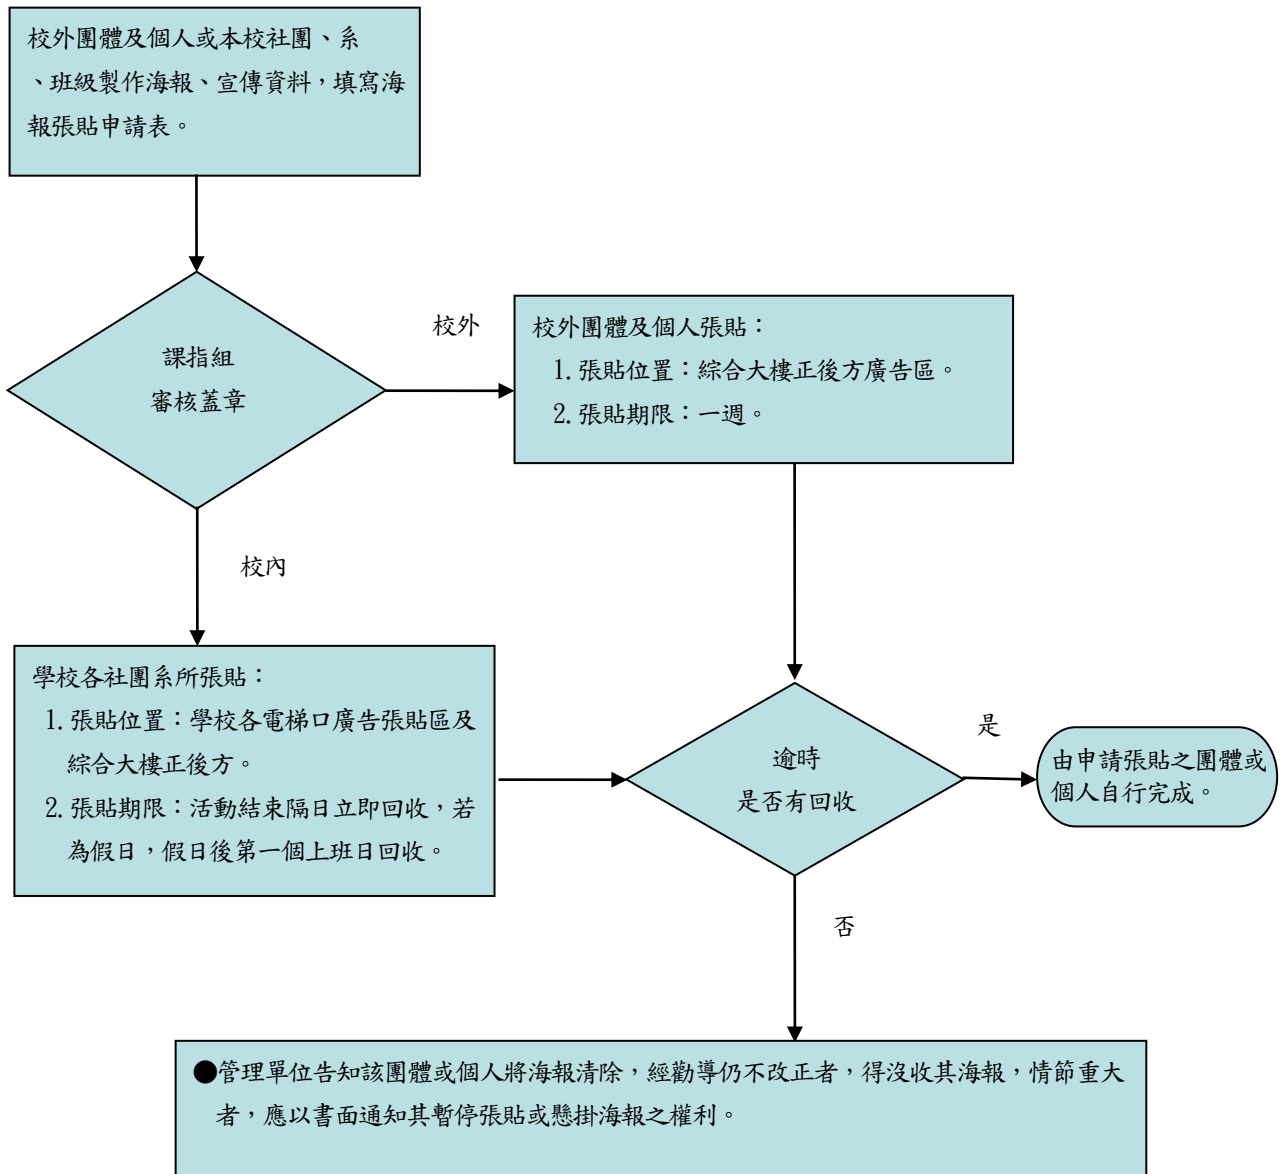 校外團體及個人或本校社團、系
、班級製作海報、宣傳資料，填寫海
報張貼申請表。
課指組
審核蓋章
校外
校外團體及個人張貼：
1. 張貼位置：綜合大樓正後方廣告區。
2. 張貼期限：一週。
校內
學校各社團系所張貼：
1. 張貼位置：學校各電梯口廣告張貼區及
綜合大樓正後方。
2. 張貼期限：活動結束隔日立即回收，若
為假日，假日後第一個上班日回收。
逾時
是否有回收
是
由申請張貼之團體或
個人自行完成。
否
●管理單位告知該團體或個人將海報清除，經勸導仍不改正者，得沒收其海報，情節重大
者，應以書面通知其暫停張貼或懸掛海報之權利。